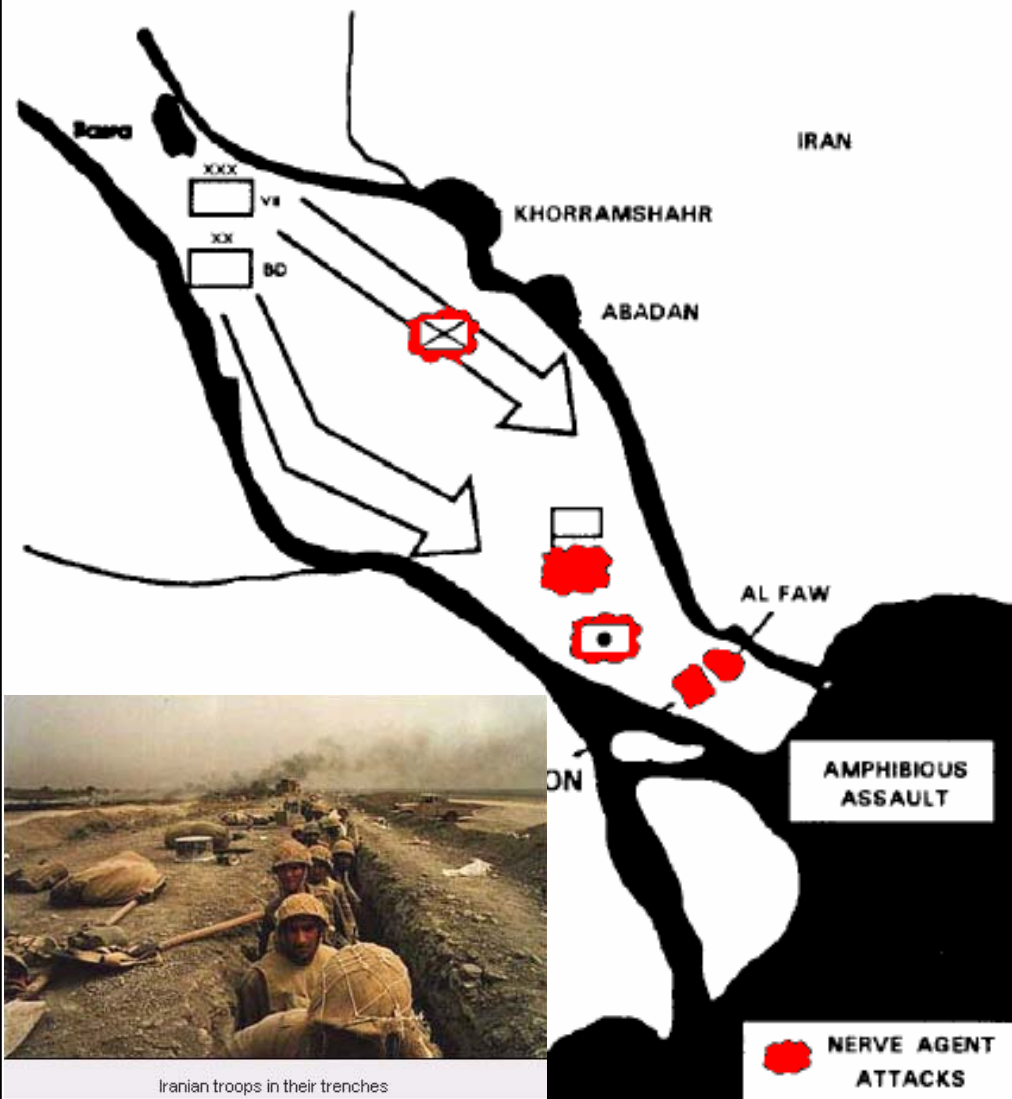 Basra
IRAN
XXX
VII
KHORRAMSHAHR
XX
BD
ABADAN
AL FAW
ON
AMPHIBIOUS
ASSAULT
NERVE AGENT
ATTACKS
Iranian troops in their trenches